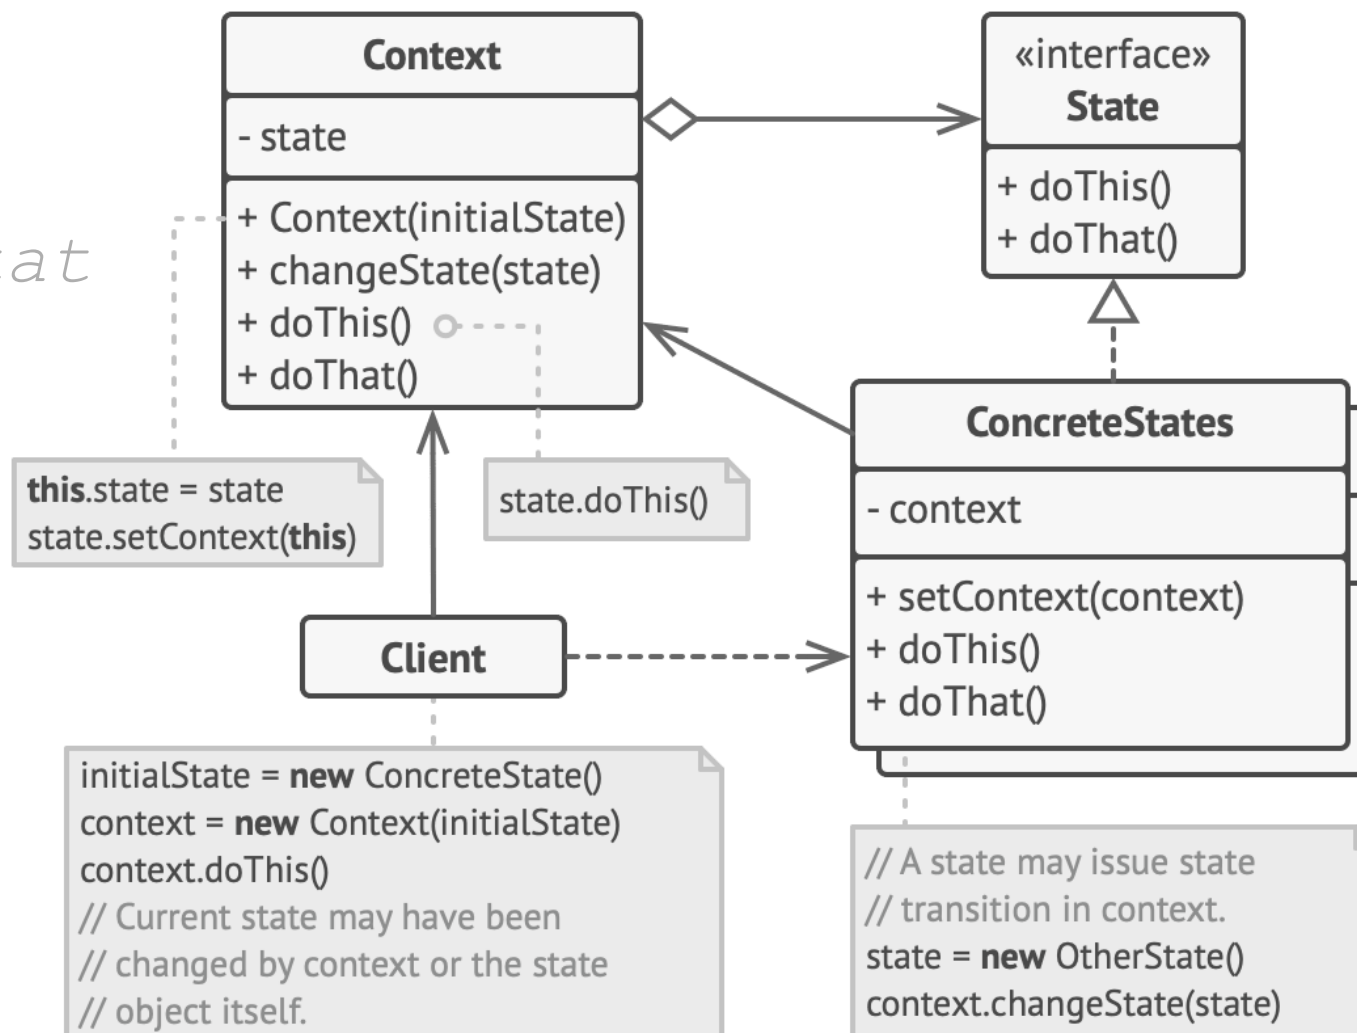 Context
- state
+ Context(initialState)
+ changeState(state)
+ doThis()
+ doThat()
«interface»
State
+ doThis()
+ doThat()
at
this.state = state
state.setContext(this)
state.doThis()
ConcreteStates
- context
+ setContext(context)
+ doThis()
+ doThat()
Client
initialState = new ConcreteState()
context = new Context(initialState)
context.doThis()
// Current state may have been
// changed by context or the state
// object itself.
// A state may issue state
// transition in context.
state = new OtherState()
context.changeState(state)